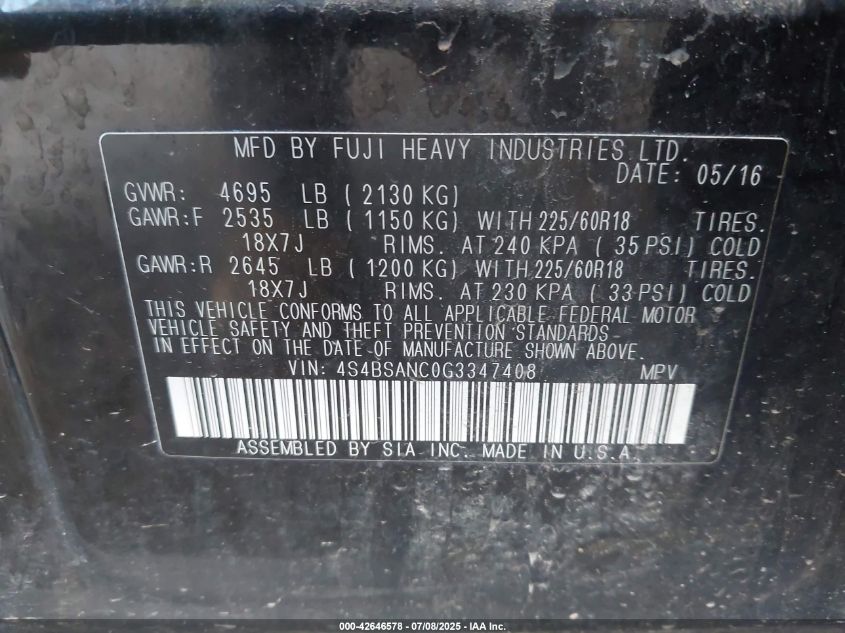 MFD BY FUJI HEAVY INDUSTRIES LTD.
DATE: 05/16
GVWR: 4695 LB ( 2130 KG)
GAWR:F 2535 LB ( 1150 KG) WITH 225/60R18 TIRES.
18X7J RIMS. AT 240 KPA ( 35 PSI) COLD
GAWR:R 2645 LB ( 1200 KG) WITH 225/60R18 TIRES.
18X7J RIMS. AT 230 KPA ( 33 PSI) COLD
THIS VEHICLE CONFORMS TO ALL APPLICABLE FEDERAL MOTOR
VEHICLE SAFETY AND THEFT PREVENTION STANDARDS
IN EFFECT ON THE DATE OF MANUFACTURE SHOWN ABOVE.
VIN: 4S4BSANC0G3347408 MPV
ASSEMBLED BY SIA INC. MADE IN U.S.A.
000-42646578 - 07/08/2025 - IAA Inc.